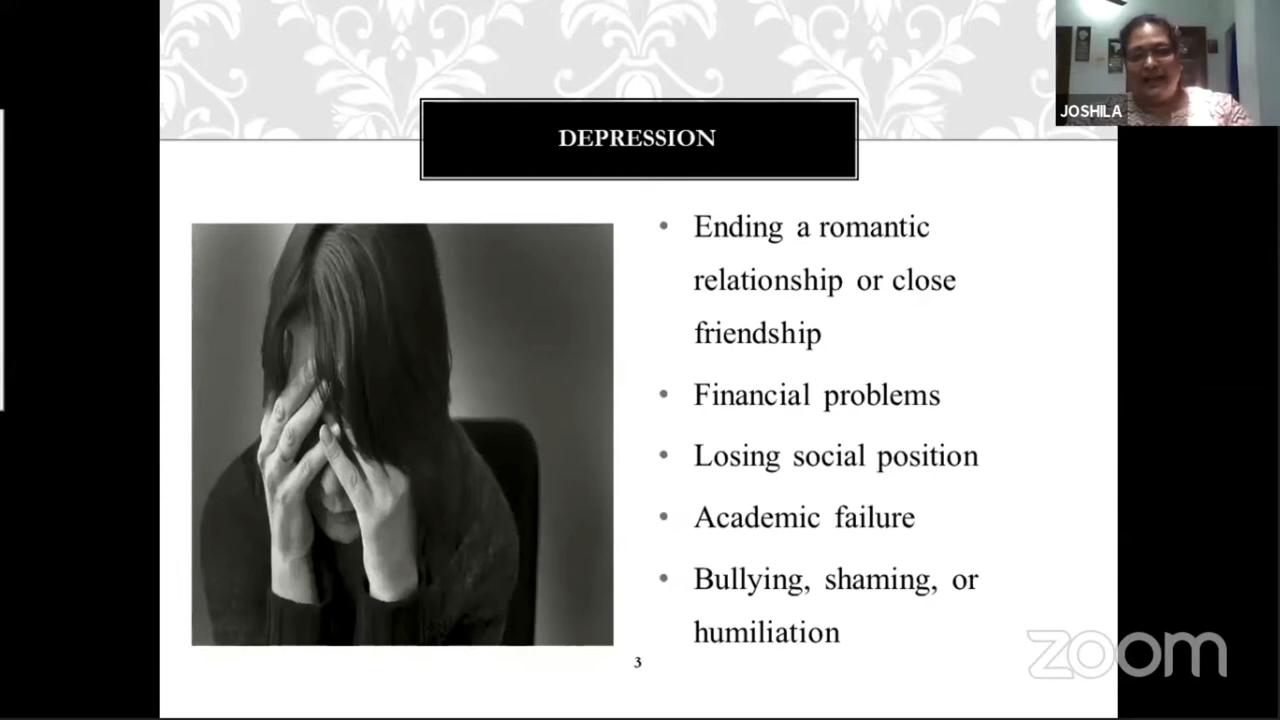 JOSHILA
DEPRESSION
• Ending a romantic
relationship or close
friendship
• Financial problems
• Losing social position
• Academic failure
• Bullying, shaming, or
humiliation
3
zoom